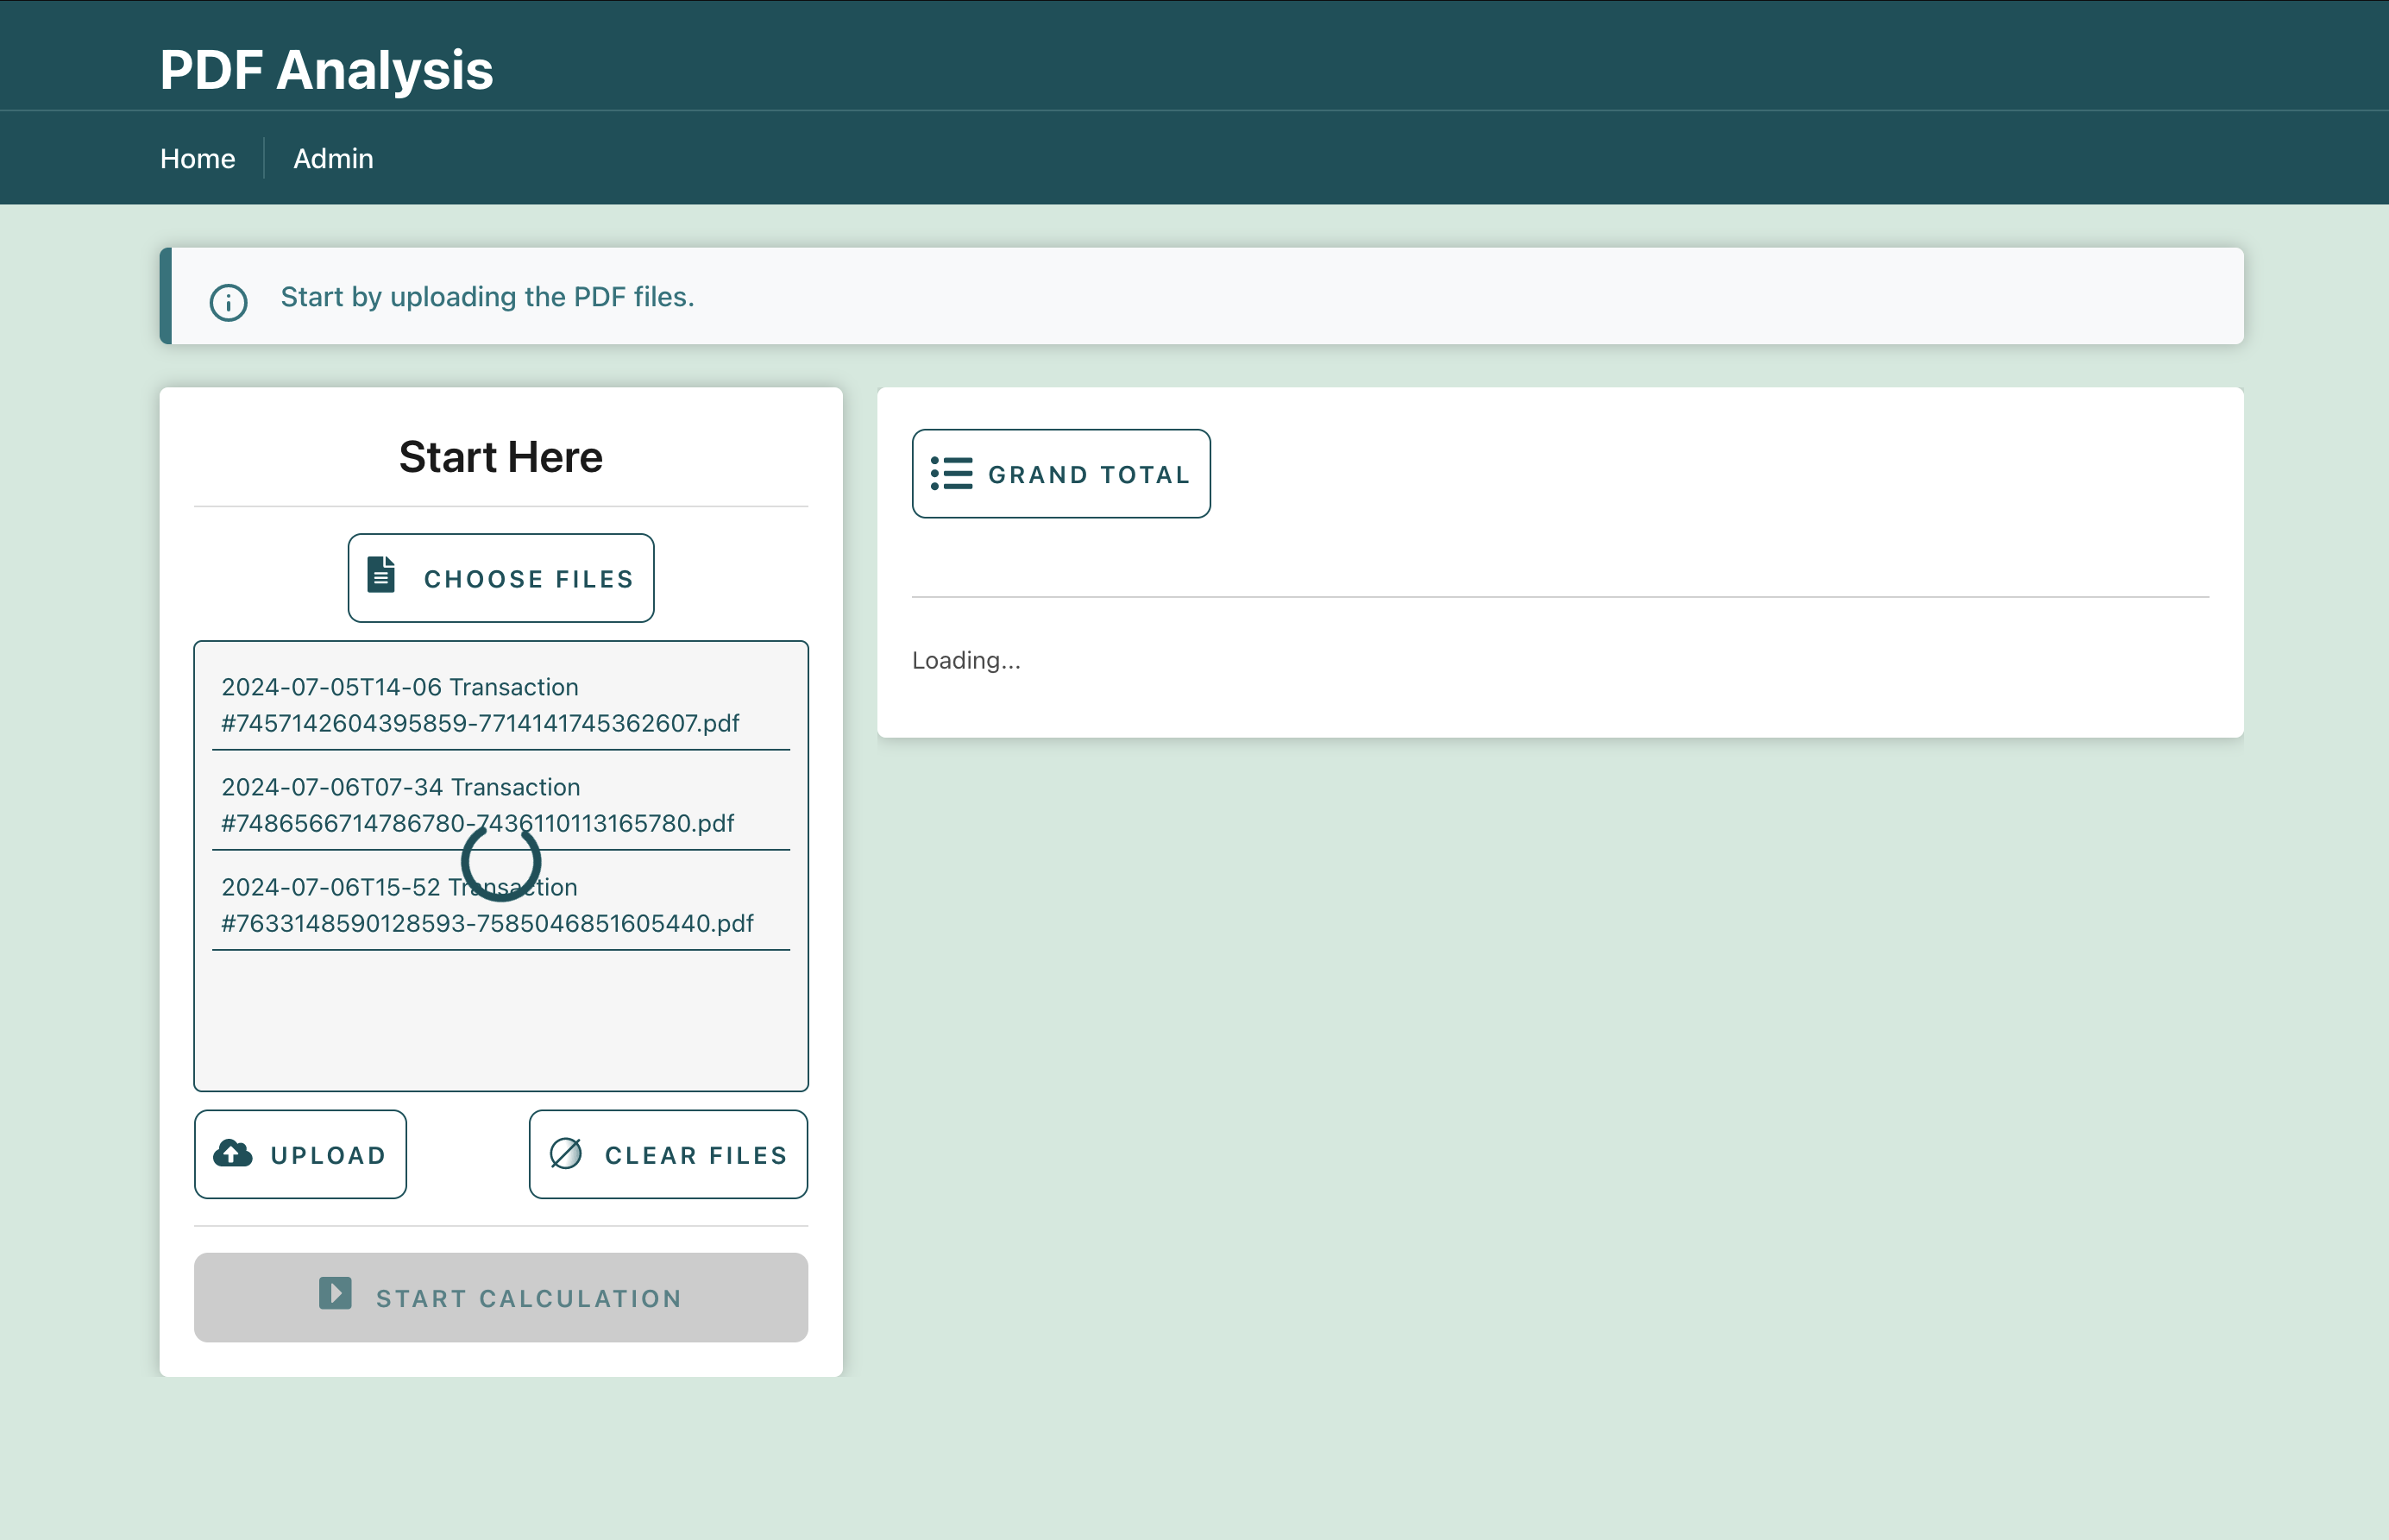 PDF Analysis
Home
Admin
Start by uploading the PDF files.
Start Here
CHOOSE FILES
2024-07-05T14-06 Transaction
#7457142604395859-7714141745362607.pdf
2024-07-06T07-34 Transaction
#7486566714786780-7436110113165780.pdf
2024-07-06T15-52 Transaction
#7633148590128593-7585046851605440.pdf
UPLOAD
CLEAR FILES
START CALCULATION
GRAND TOTAL
Loading...